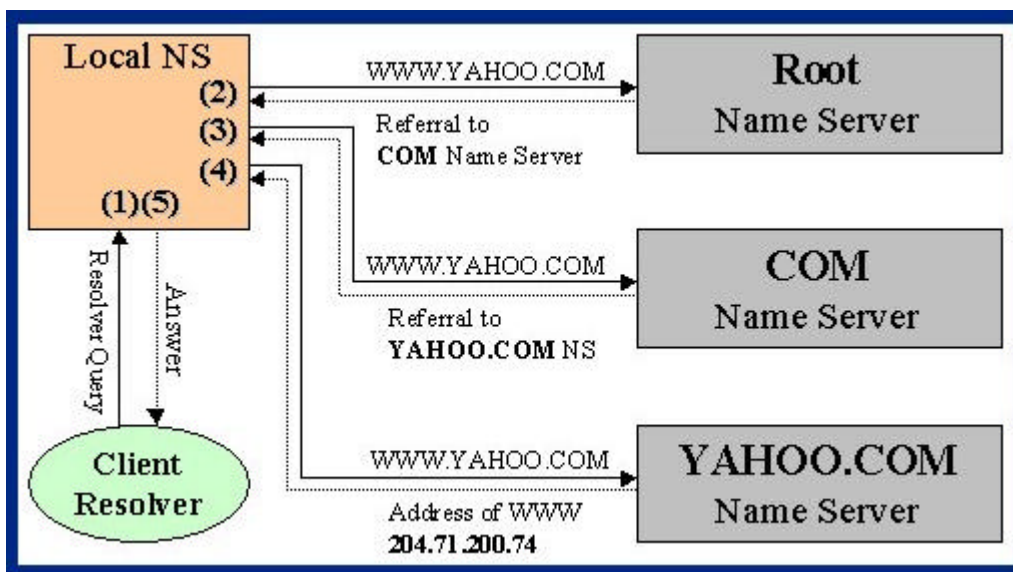 Local NS
(2)
(3)
(4)
(1)(5)
Resolver Query
Answer
Client
Resolver
WWW.YAHOO.COM
Referral to
COM Name Server
Root
Name Server
WWW.YAHOO.COM
Referral to
YAHOO.COM NS
COM
Name Server
WWW.YAHOO.COM
Address of WWW
204.71.200.74
YAHOO.COM
Name Server